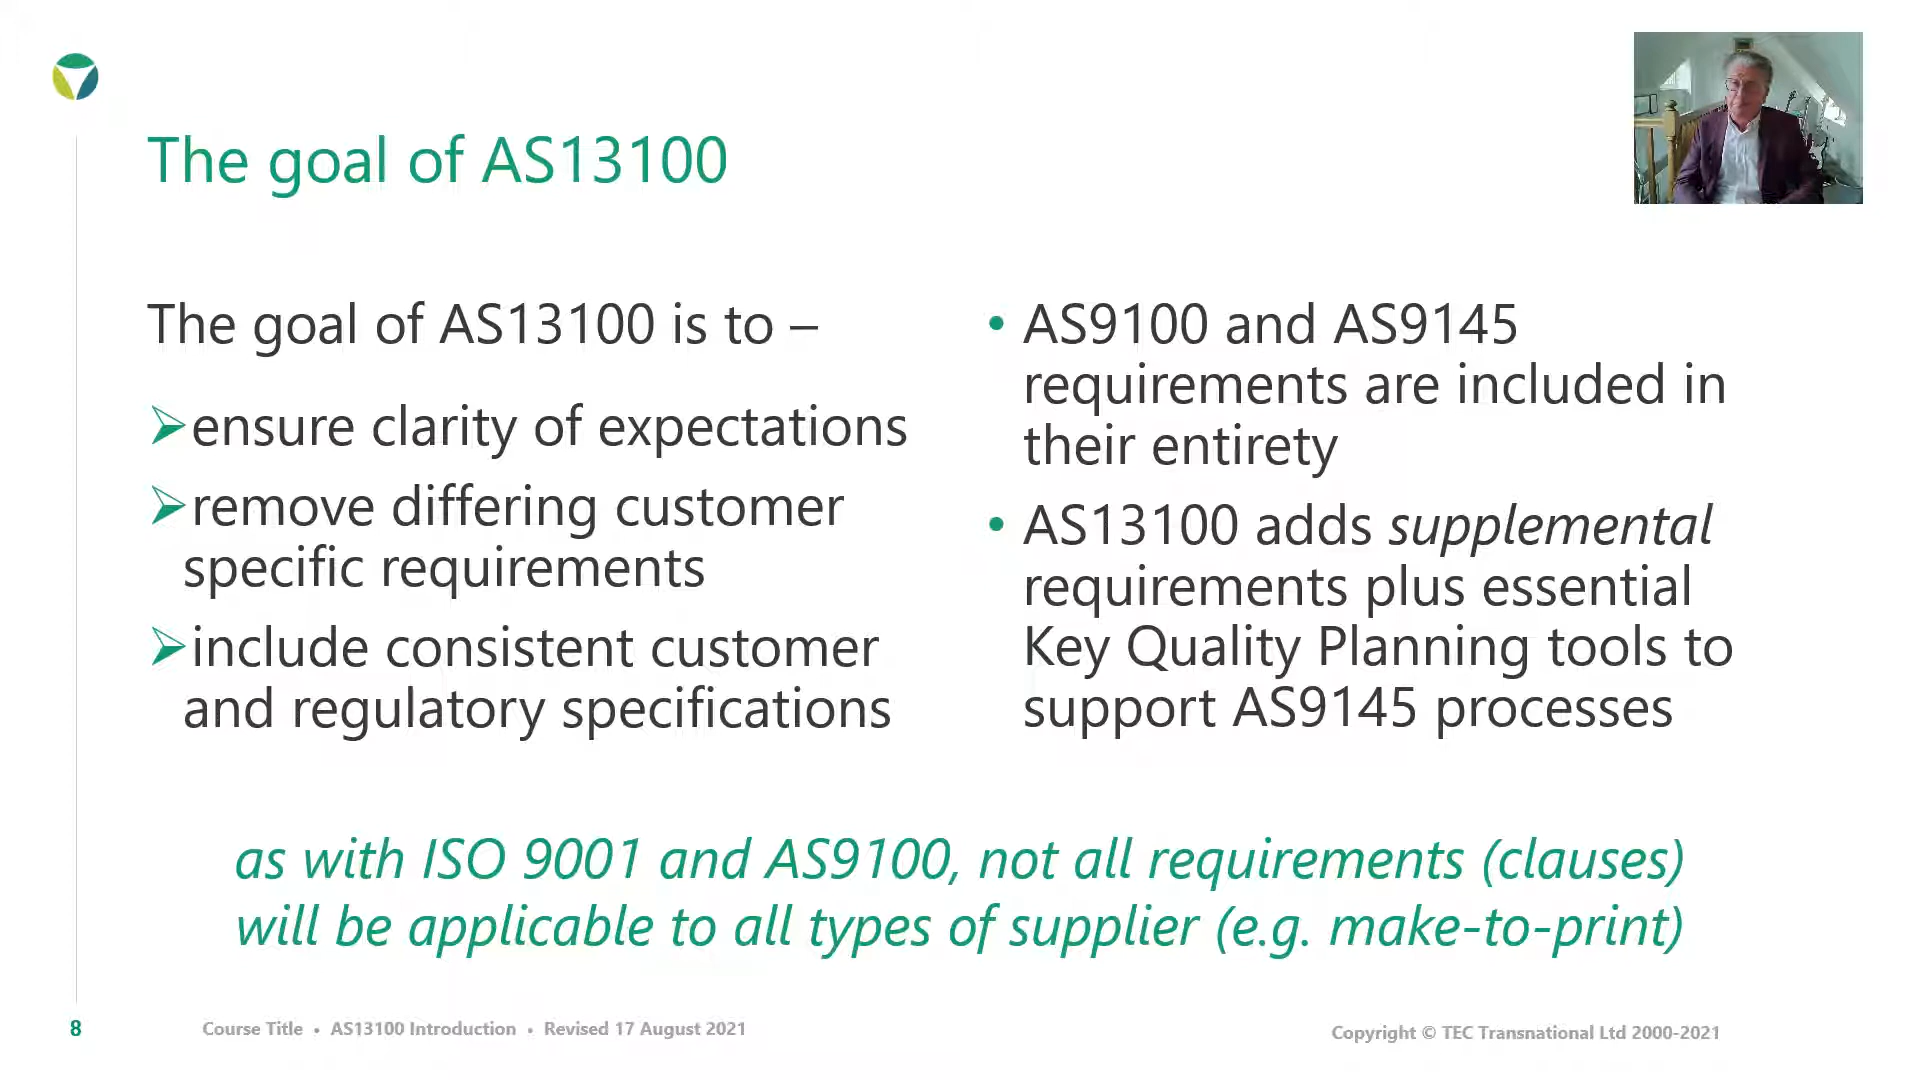 The goal of AS13100
The goal of AS13100 is to –
ensure clarity of expectations
remove differing customer
specific requirements
include consistent customer
and regulatory specifications
• AS9100 and AS9145
requirements are included in
their entirety
• AS13100 adds supplemental
requirements plus essential
Key Quality Planning tools to
support AS9145 processes
as with ISO 9001 and AS9100, not all requirements (clauses)
will be applicable to all types of supplier (e.g. make-to-print)
8
Course Title • AS13100 Introduction • Revised 17 August 2021
Copyright © TEC Transnational Ltd 2000-2021